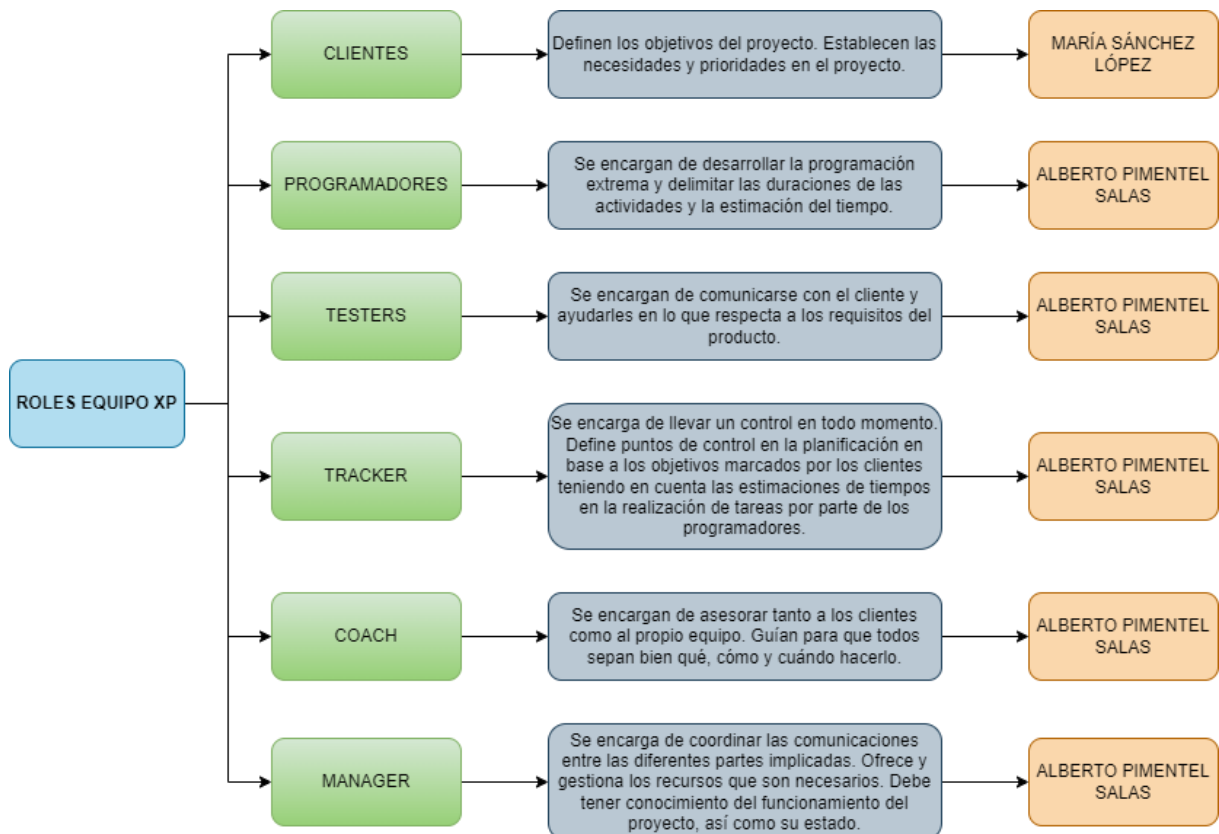 CLIENTES
Definen los objetivos del proyecto. Establecen las
necesidades y prioridades en el proyecto.
MARÍA SÁNCHEZ
LÓPEZ
PROGRAMADORES
Se encargan de desarrollar la programación
extrema y delimitar las duraciones de las
actividades y la estimación del tiempo.
ALBERTO PIMENTEL
SALAS
TESTERS
Se encargan de comunicarse con el cliente y
ayudarles en lo que respecta a los requisitos del
producto.
ALBERTO PIMENTEL
SALAS
ROLES EQUIPO XP
TRACKER
Se encarga de llevar un control en todo momento.
Define puntos de control en la planificación en
base a los objetivos marcados por los clientes
teniendo en cuenta las estimaciones de tiempos
en la realización de tareas por parte de los
programadores.
ALBERTO PIMENTEL
SALAS
COACH
Se encargan de asesorar tanto a los clientes
como al propio equipo. Guían para que todos
sepan bien qué, cómo y cuándo hacerlo.
ALBERTO PIMENTEL
SALAS
MANAGER
Se encarga de coordinar las comunicaciones
entre las diferentes partes implicadas. Ofrece y
gestiona los recursos que son necesarios. Debe
tener conocimiento del funcionamiento del
proyecto, así como su estado.
ALBERTO PIMENTEL
SALAS